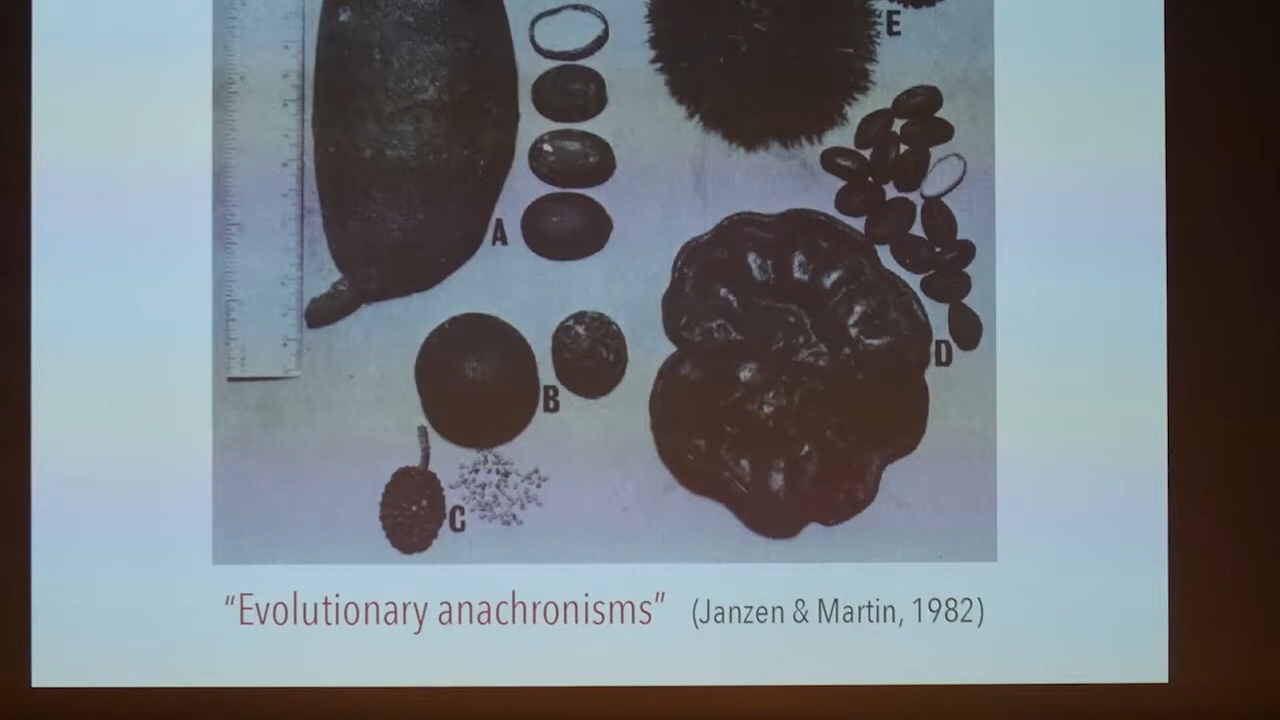 E
A
D
B
C
“Evolutionary anachronisms” (Janzen & Martin, 1982)